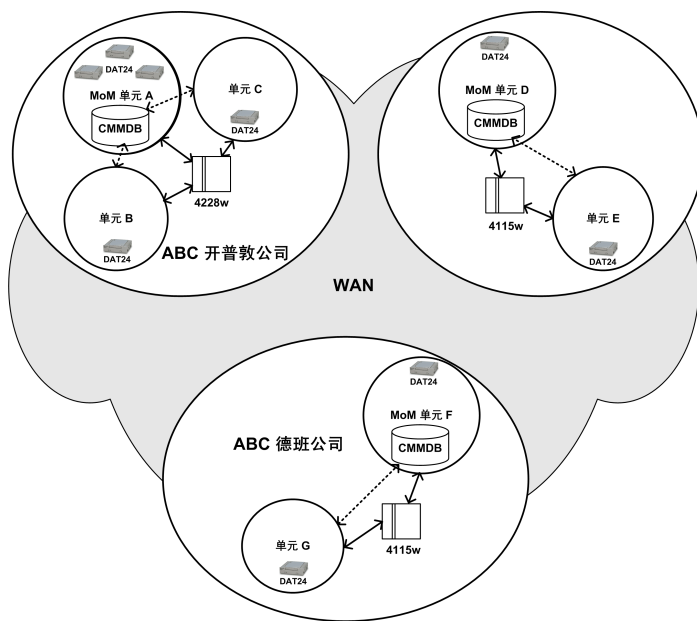 DAT24
MoM 单元 A
CMMDB
单元 C
DAT24
4228w
单元 B
DAT24
ABC 开普敦公司
DAT24
MoM 单元 D
CMMDB
4115w
单元 E
DAT24
WAN
DAT24
MoM 单元 F
CMMDB
ABC 德班公司
4115w
单元 G
DAT24